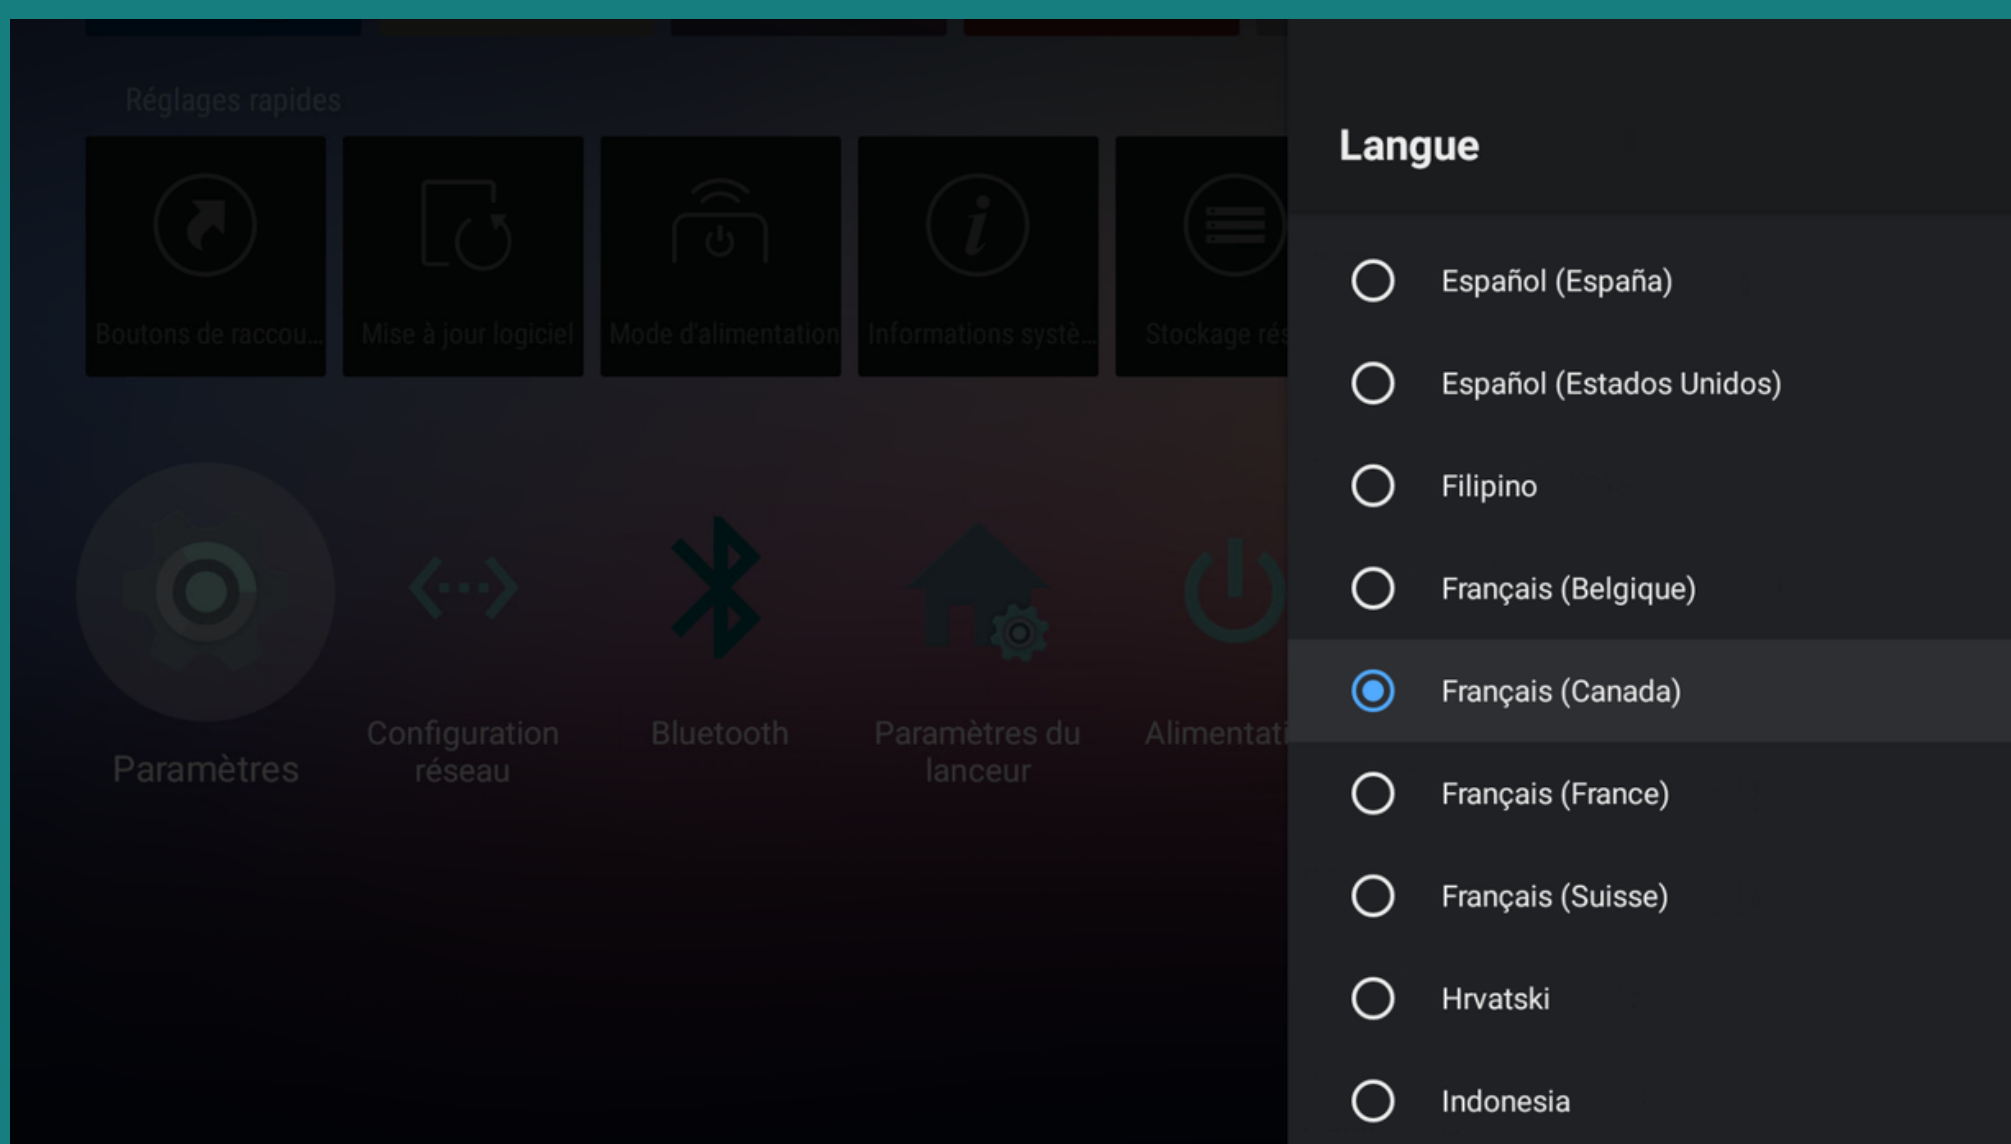 Réglages rapides
Boutons de raccou...
Mise à jour logiciel
Mode d'alimentation
Informations systè...
Stockage rés
Paramètres
Configuration
réseau
Bluetooth
Paramètres du
lanceur
Alimentati
Langue
Español (España)
Español (Estados Unidos)
Filipino
Français (Belgique)
Français (Canada)
Français (France)
Français (Suisse)
Hrvatski
Indonesia